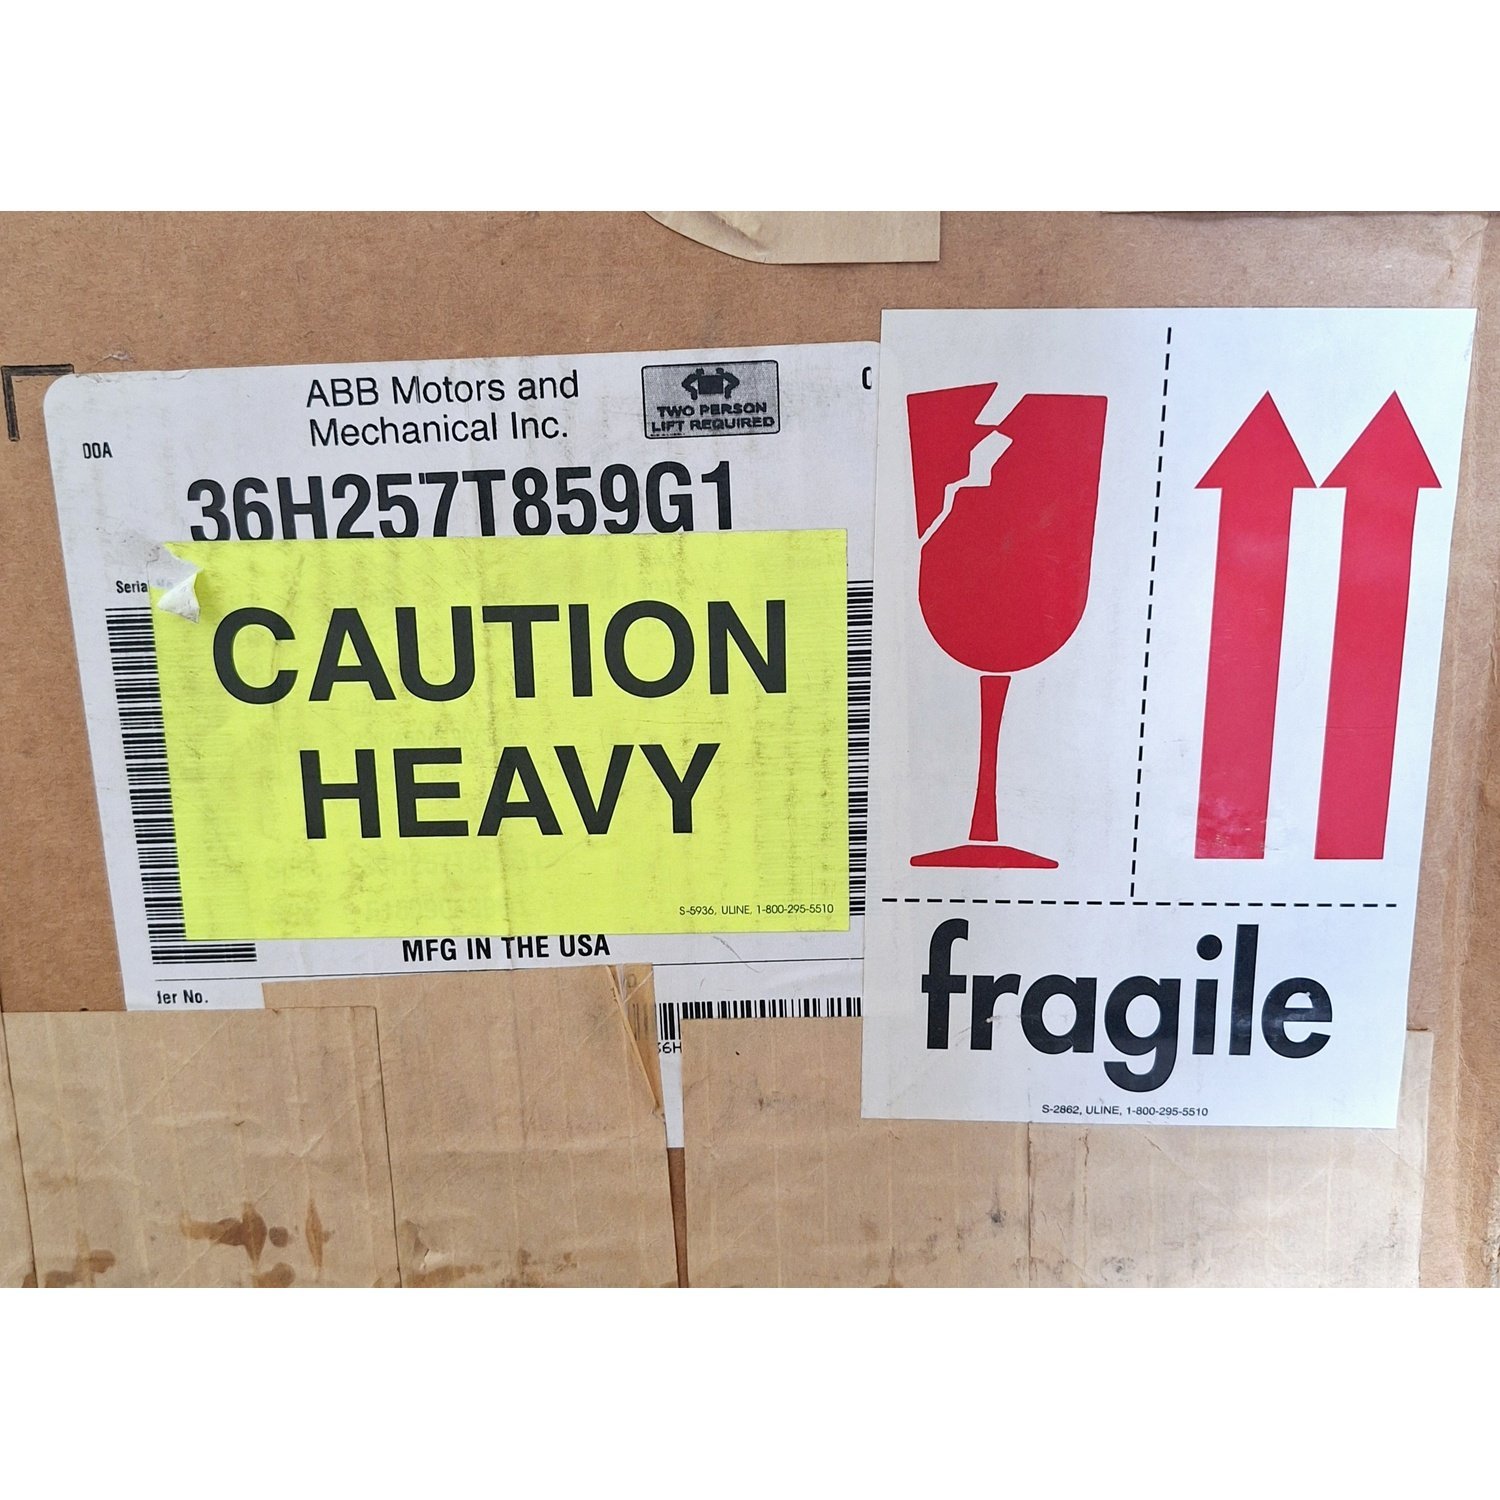 ABB Motors and
Mechanical Inc.
TWO PERSON
LIFT REQUIRED
DOA
36H257T859G1
CAUTION
HEAVY
S-5936, ULINE, 1-800-295-5510
MFG IN THE USA
No.
fragile
S-2862, ULINE, 1-800-295-5510